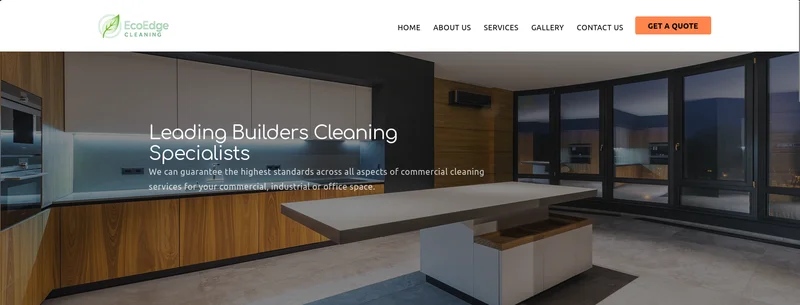 EcoEdge
CLEANING
HOME ABOUT US SERVICES GALLERY CONTACT US GET A QUOTE
Leading Builders Cleaning
Specialists
We can guarantee the highest standards across all aspects of commercial cleaning
services for your commercial, industrial or office space.